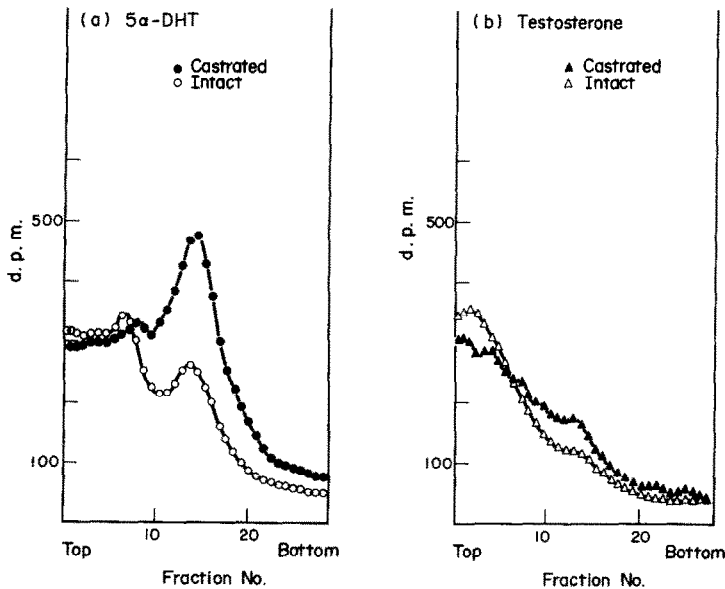 (a) 5α-DHT
● Castrated
○ Intact
500
100
d. p. m.
10
20
Top
Bottom
Fraction No.
(b) Testosterone
▲ Castrated
△ Intact
500
100
d. p. m.
10
20
Top
Bottom
Fraction No.